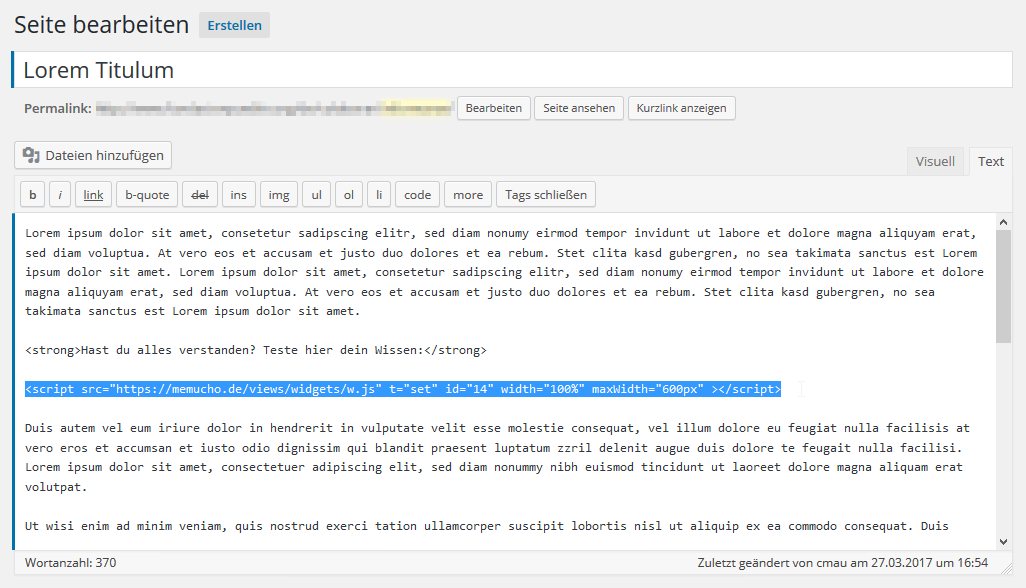 Seite bearbeiten Erstellen
Lorem Titulum
Permalink: Bearbeiten Seite ansehen Kurzlink anzeigen
Dateien hinzufügen
Visuell Text
b i link b-quote del ins img ul ol li code more Tags schließen
Lorem ipsum dolor sit amet, consetetur sadipscing elitr, sed diam nonumy eirmod tempor invidunt ut labore et dolore magna aliquyam erat,
sed diam voluptua. At vero eos et accusam et justo duo dolores et ea rebum. Stet clita kasd gubergren, no sea takimata sanctus est Lorem
ipsum dolor sit amet. Lorem ipsum dolor sit amet, consetetur sadipscing elitr, sed diam nonumy eirmod tempor invidunt ut labore et dolore
magna aliquyam erat, sed diam voluptua. At vero eos et accusam et justo duo dolores et ea rebum. Stet clita kasd gubergren, no sea
takimata sanctus est Lorem ipsum dolor sit amet.
<strong>Hast du alles verstanden? Teste hier dein Wissen:</strong>
<script src="https://memucho.de/views/widgets/w.js" t="set" id="14" width="100%" maxWidth="600px" ></script>
Duis autem vel eum iriure dolor in hendrerit in vulputate velit esse molestie consequat, vel illum dolore eu feugiat nulla facilisis at
vero eros et accumsan et iusto odio dignissim qui blandit praesent luptatum zzril delenit augue duis dolore te feugait nulla facilisi.
Lorem ipsum dolor sit amet, consectetuer adipiscing elit, sed diam nonummy nibh euismod tincidunt ut laoreet dolore magna aliquam erat
volutpat.
Ut wisi enim ad minim veniam, quis nostrud exerci tation ullamcorper suscipit lobortis nisl ut aliquip ex ea commodo consequat. Duis
Wortanzahl: 370 Zuletzt geändert von cmau am 27.03.2017 um 16:54